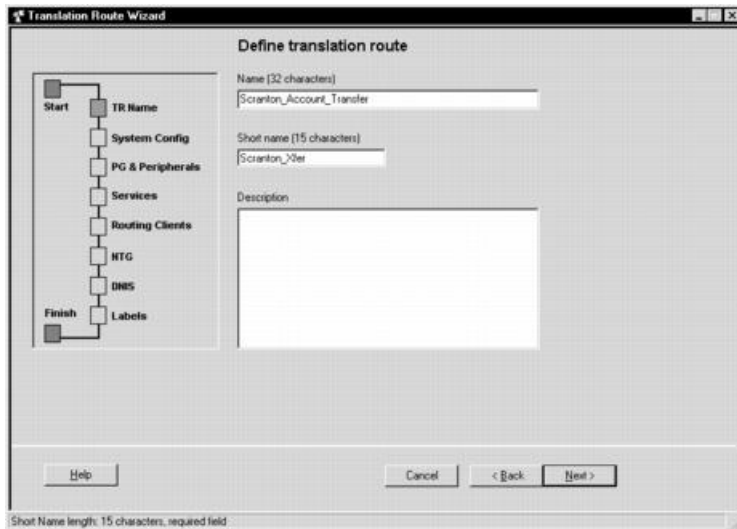 Translation Route Wizard
Define translation route
Name (32 characters)
Scranton_Account_Transfer
Short name (15 characters)
Scranton_Xfer
Description
Start
TR Name
System Config
PG & Peripherals
Services
Routing Clients
NTG
DNIS
Labels
Finish
Help
Cancel
< Back
Next >
Short Name length: 15 characters, required field